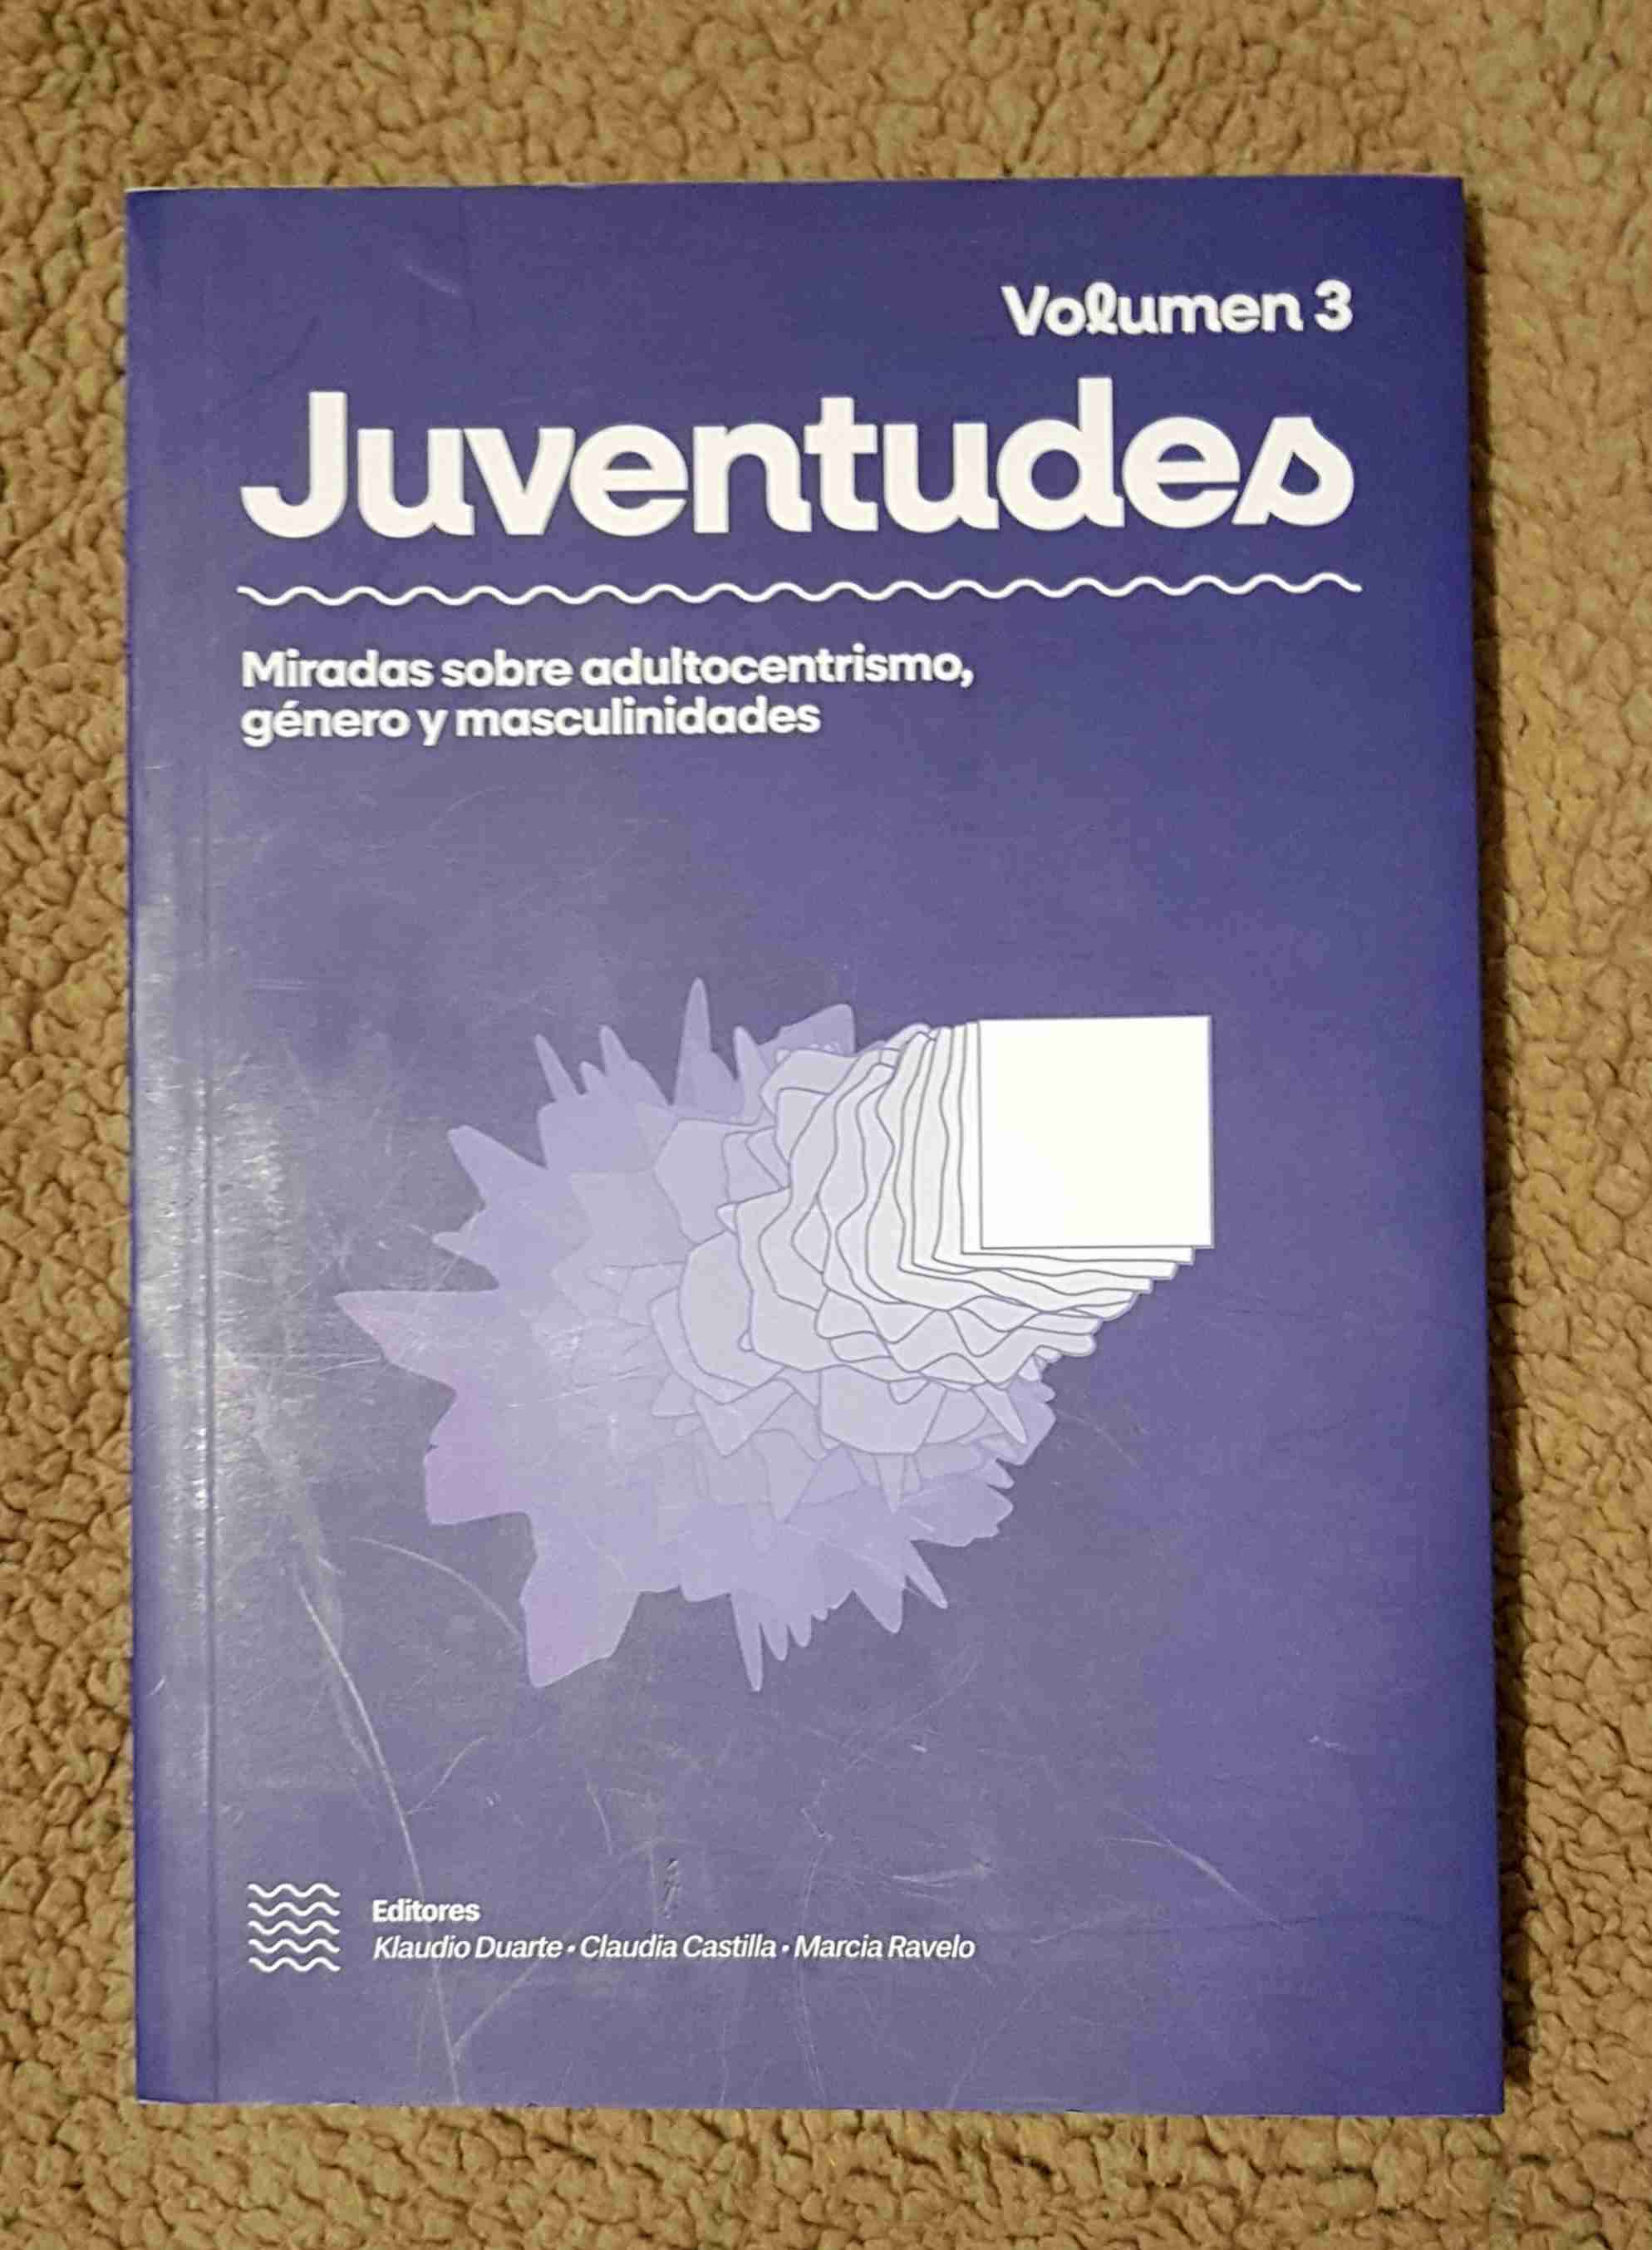 Volumen 3
Juventudes
Miradas sobre adultocentrismo,
género y masculinidades
Editores
Klaudio Duarte • Claudia Castilla • Marcia Ravelo